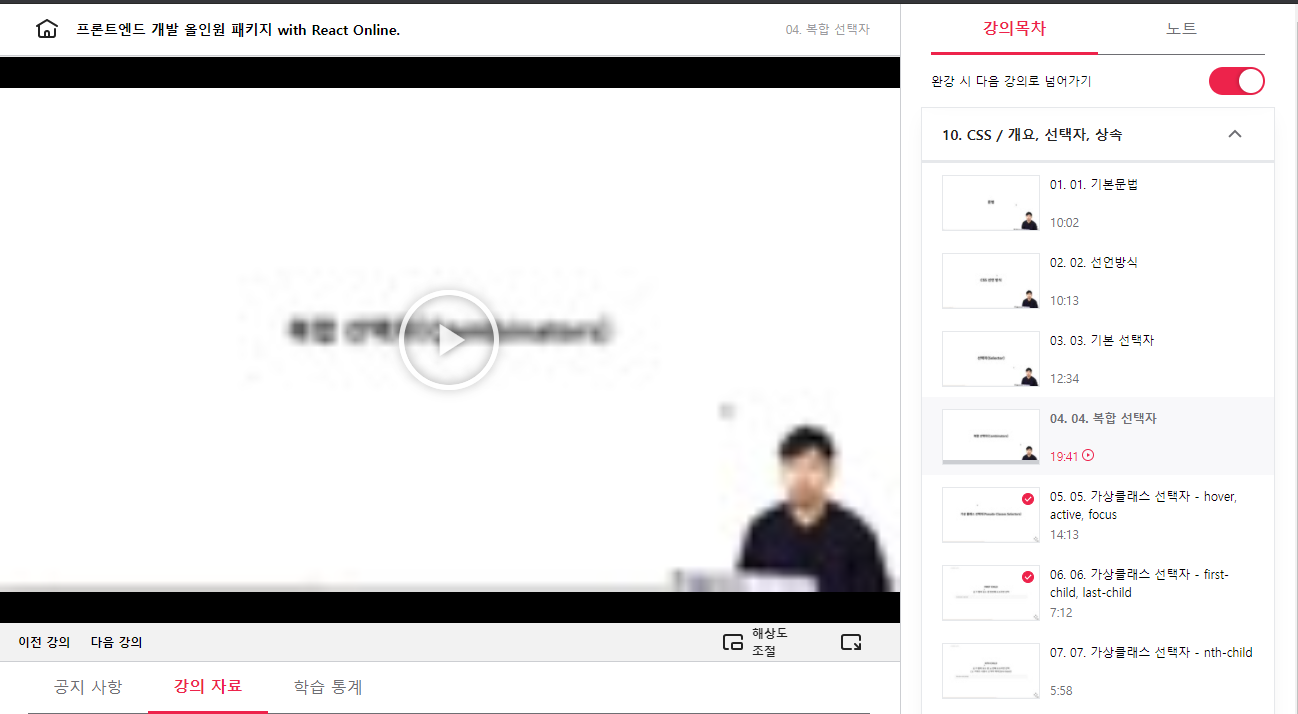 프론트엔드 개발 올인원 패키지 with React Online.
04. 복합 선택자
이전 강의
다음 강의
해상도
조절
공지 사항
강의 자료
학습 통계
강의목차
노트
완강 시 다음 강의로 넘어가기
10. CSS / 개요, 선택자, 상속
01. 01. 기본문법
10:02
02. 02. 선언방식
10:13
03. 03. 기본 선택자
12:34
04. 04. 복합 선택자
19:41
05. 05. 가상클래스 선택자 - hover,
active, focus
14:13
06. 06. 가상클래스 선택자 - first-
child, last-child
7:12
07. 07. 가상클래스 선택자 - nth-child
5:58